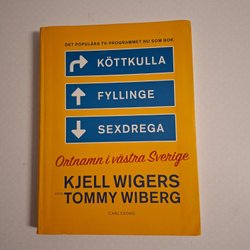 DET POPULÄRA TV-PROGRAMMET NU SOM BOK
KÖTTKULLA
FYLLINGE
SEXDREGA
Ortnamn i västra Sverige
KJELL WIGERS
TOMMY WIBERG
CARLSSONS